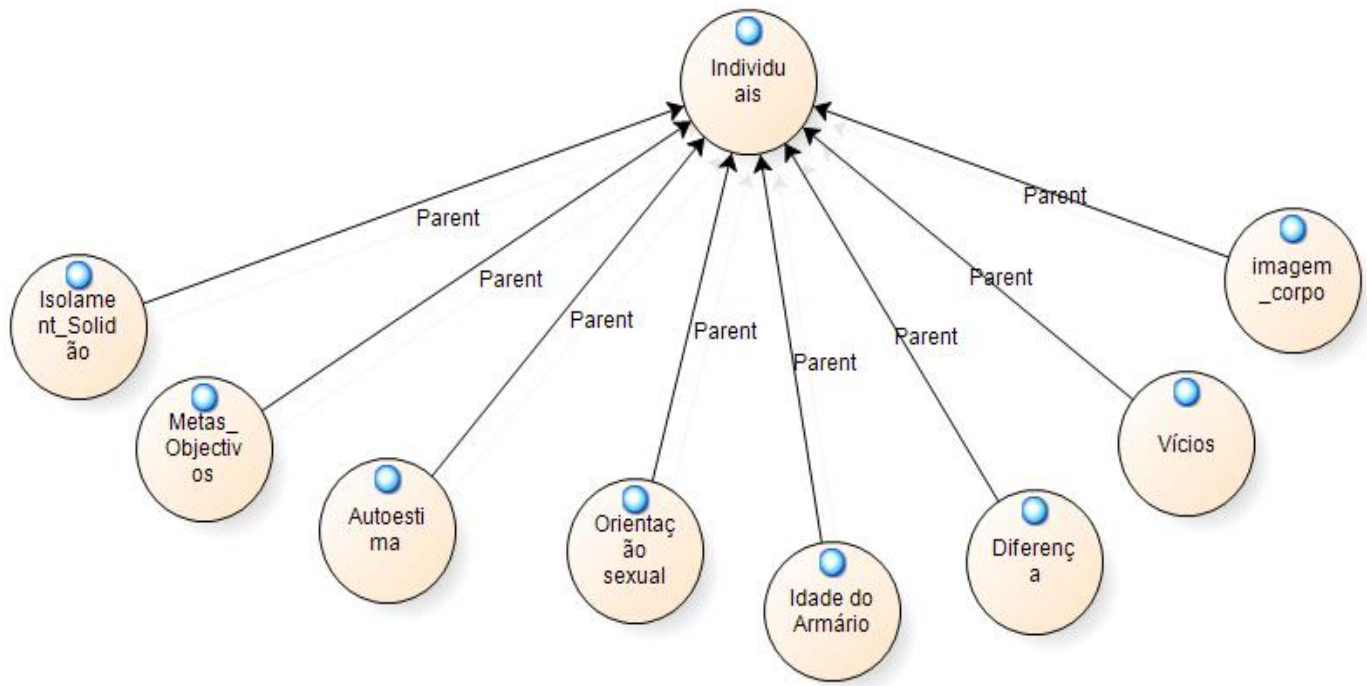 Individu
ais
Parent
Parent
Parent
Parent
Parent
Parent
Parent
Parent
Isolame
nt_Solid
ão
Metas_
Objectiv
os
Autoesti
ma
Orientaç
ão
sexual
Idade do
Armário
Diferenç
a
Vícios
imagem
_corpo